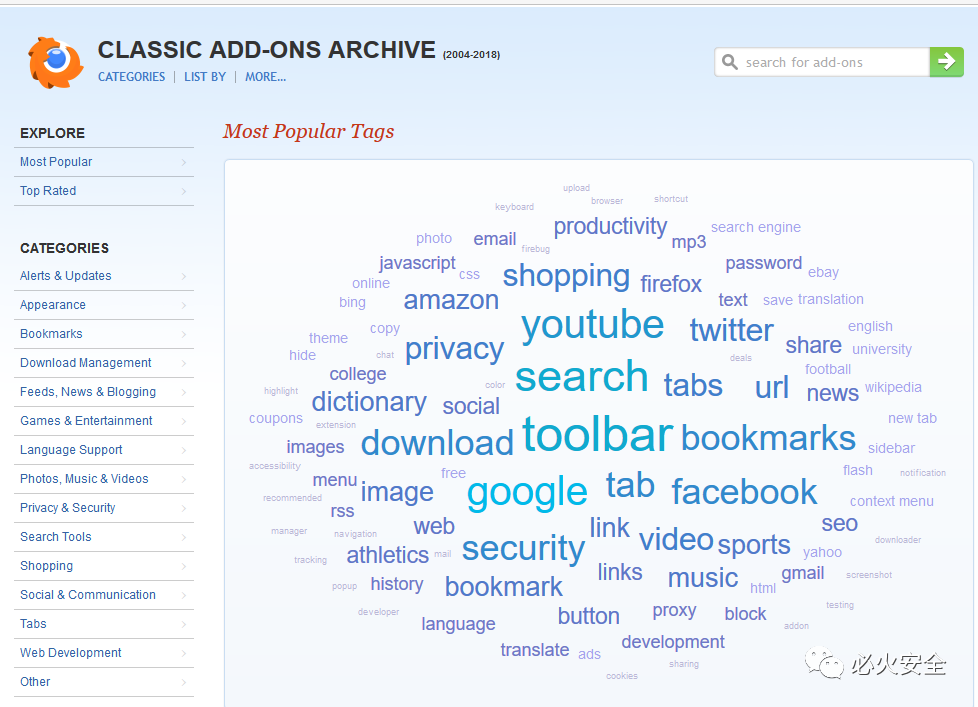 CLASSIC ADD-ONS ARCHIVE (2004-2018)
CATEGORIES | LIST BY | MORE...
search for add-ons
EXPLORE
Most Popular
Top Rated
CATEGORIES
Alerts & Updates
Appearance
Bookmarks
Download Management
Feeds, News & Blogging
Games & Entertainment
Language Support
Photos, Music & Videos
Privacy & Security
Search Tools
Shopping
Social & Communication
Tabs
Web Development
Other
Most Popular Tags
upload
keyboard browser shortcut
photo email productivity mp3 search engine
firebug
javascript css shopping firefox password ebay
online
bing amazon text save translation
copy youtube twitter english
theme privacy share university
hide chat deals
college color search tabs url football
highlight dictionary social news wikipedia
coupons extension toolbar bookmarks new tab
images download sidebar
accessibility free flash notification
menu image google tab facebook context menu
recommended
rss web link seo
manager navigation video sports downloader
tracking athletics mail security yahoo
popup history bookmark links music gmail screenshot
html
developer button proxy block testing
language addon
translate ads development
sharing
cookies
必火安全